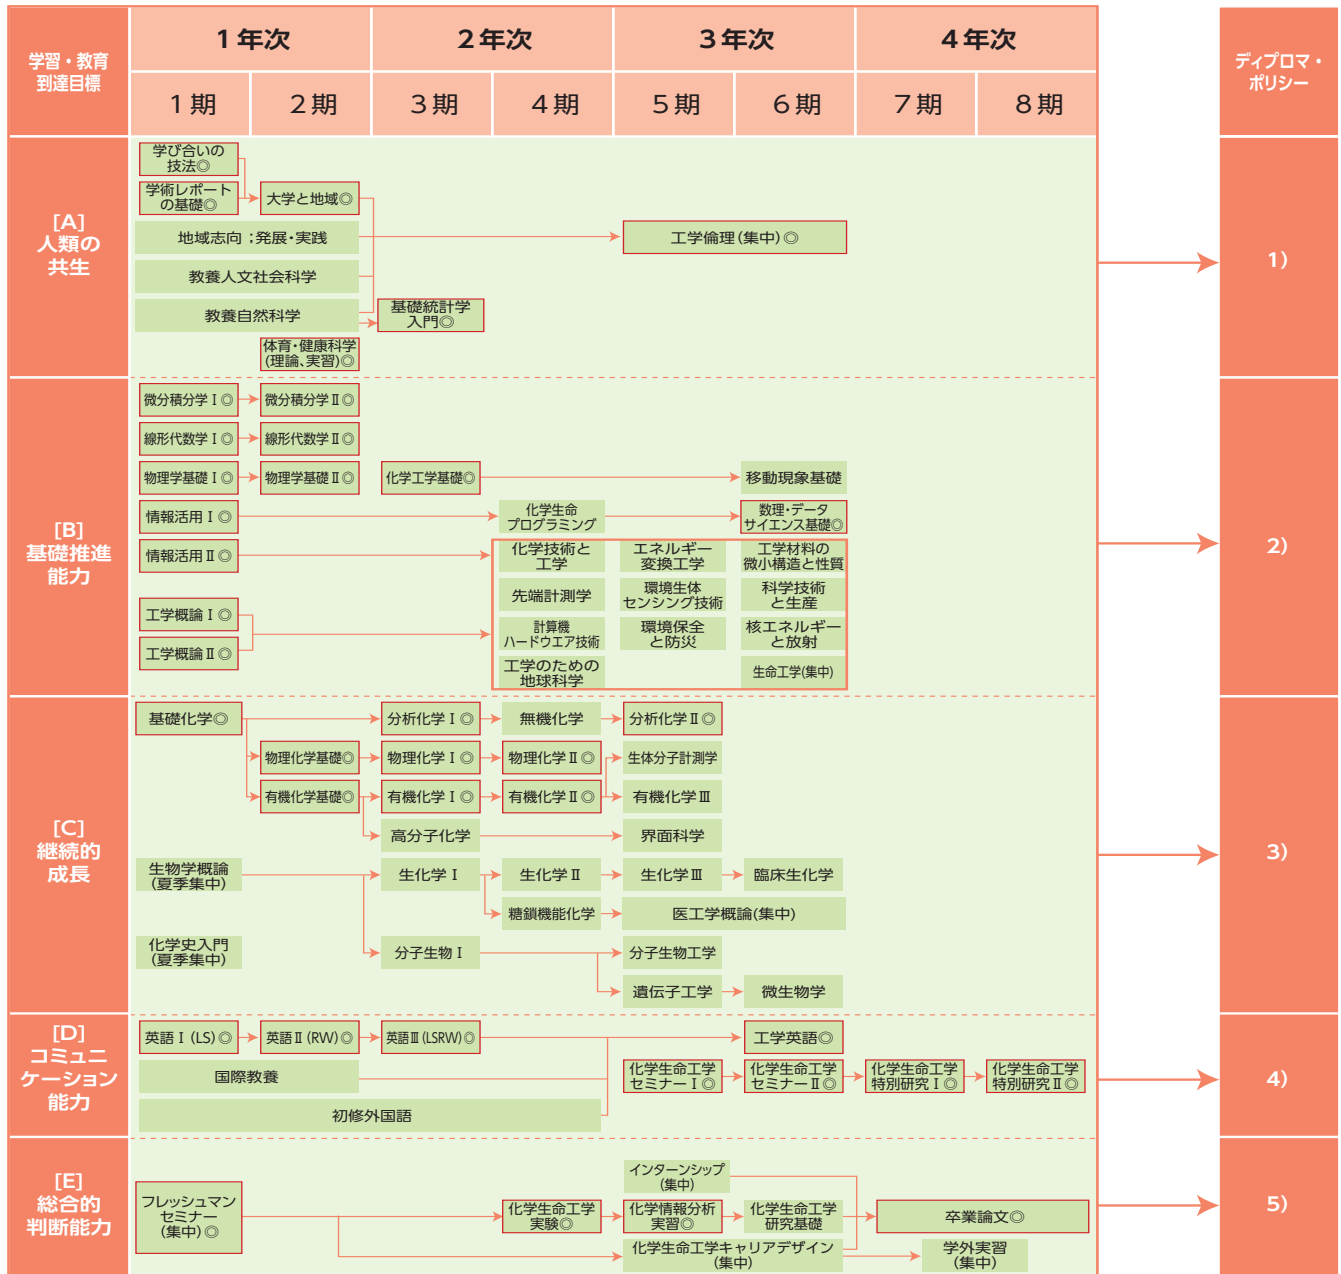 学習・教育
到達目標
1年次
2年次
3年次
4年次
ディプロマ・
ポリシー
1期
2期
3期
4期
5期
6期
7期
8期
[A]
人類の
共生
学び合いの
技法◎
学術レポート
の基礎◎
大学と地域◎
地域志向：発展・実践
工学倫理(集中)◎
教養人文社会科学
教養自然科学
基礎統計学
入門◎
体育・健康科学
(理論、実習)◎
1)
[B]
基礎推進
能力
微分積分学Ⅰ◎
微分積分学Ⅱ◎
線形代数学Ⅰ◎
線形代数学Ⅱ◎
物理学基礎Ⅰ◎
物理学基礎Ⅱ◎
化学工学基礎◎
移動現象基礎
情報活用Ⅰ◎
化学生命
プログラミング
数理・データ
サイエンス基礎◎
情報活用Ⅱ◎
化学技術と
工学
エネルギー
変換工学
工学材料の
微小構造と性質
先端計測学
環境生体
センシング技術
科学技術
と生産
工学概論Ⅰ◎
工学概論Ⅱ◎
計算機
ハードウエア技術
環境保全
と防災
核エネルギー
と放射
工学のための
地球科学
生命工学(集中)
2)
[C]
継続的
成長
基礎化学◎
分析化学Ⅰ◎
無機化学
分析化学Ⅱ◎
物理化学基礎◎
物理化学Ⅰ◎
物理化学Ⅱ◎
生体分子計測学
有機化学基礎◎
有機化学Ⅰ◎
有機化学Ⅱ◎
有機化学Ⅲ
高分子化学
界面科学
生物学概論
(夏季集中)
生化学Ⅰ
生化学Ⅱ
生化学Ⅲ
臨床生化学
糖鎖機能化学
医工学概論(集中)
化学史入門
(夏季集中)
分子生物Ⅰ
分子生物工学
遺伝子工学
微生物学
3)
[D]
コミュニ
ケーション
能力
英語Ⅰ(LS)◎
英語Ⅱ(RW)◎
英語Ⅲ(LSRW)◎
工学英語◎
国際教養
化学生命工学
セミナーⅠ◎
化学生命工学
セミナーⅡ◎
化学生命工学
特別研究Ⅰ◎
化学生命工学
特別研究Ⅱ◎
初修外国語
4)
[E]
総合的
判断能力
フレッシュマン
セミナー
(集中)◎
インターンシップ
(集中)
化学生命工学
実験◎
化学情報分析
実習◎
化学生命工学
研究基礎
卒業論文◎
化学生命工学キャリアデザイン
(集中)
学外実習
(集中)
5)